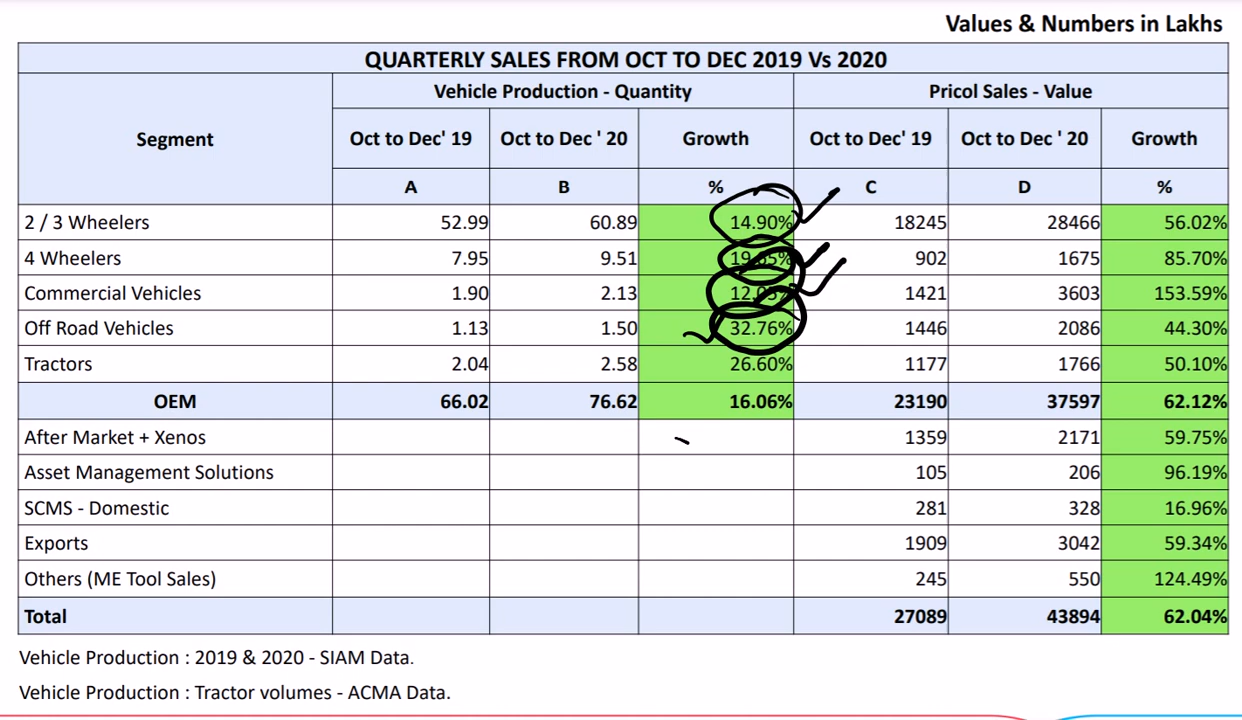 Values & Numbers in Lakhs
QUARTERLY SALES FROM OCT TO DEC 2019 Vs 2020
Segment Vehicle Production - Quantity Pricol Sales - Value
Oct to Dec' 19 Oct to Dec ' 20 Growth Oct to Dec' 19 Oct to Dec ' 20 Growth
A B % C D %
2 / 3 Wheelers 52.99 60.89 14.90% 18245 28466 56.02%
4 Wheelers 7.95 9.51 902 1675 85.70%
Commercial Vehicles 1.90 2.13 1421 3603 153.59%
Off Road Vehicles 1.13 1.50 32.76% 1446 2086 44.30%
Tractors 2.04 2.58 26.60% 1177 1766 50.10%
OEM 66.02 76.62 16.06% 23190 37597 62.12%
After Market + Xenos 1359 2171 59.75%
Asset Management Solutions 105 206 96.19%
SCMS - Domestic 281 328 16.96%
Exports 1909 3042 59.34%
Others (ME Tool Sales) 245 550 124.49%
Total 27089 43894 62.04%
Vehicle Production : 2019 & 2020 - SIAM Data.
Vehicle Production : Tractor volumes - ACMA Data.